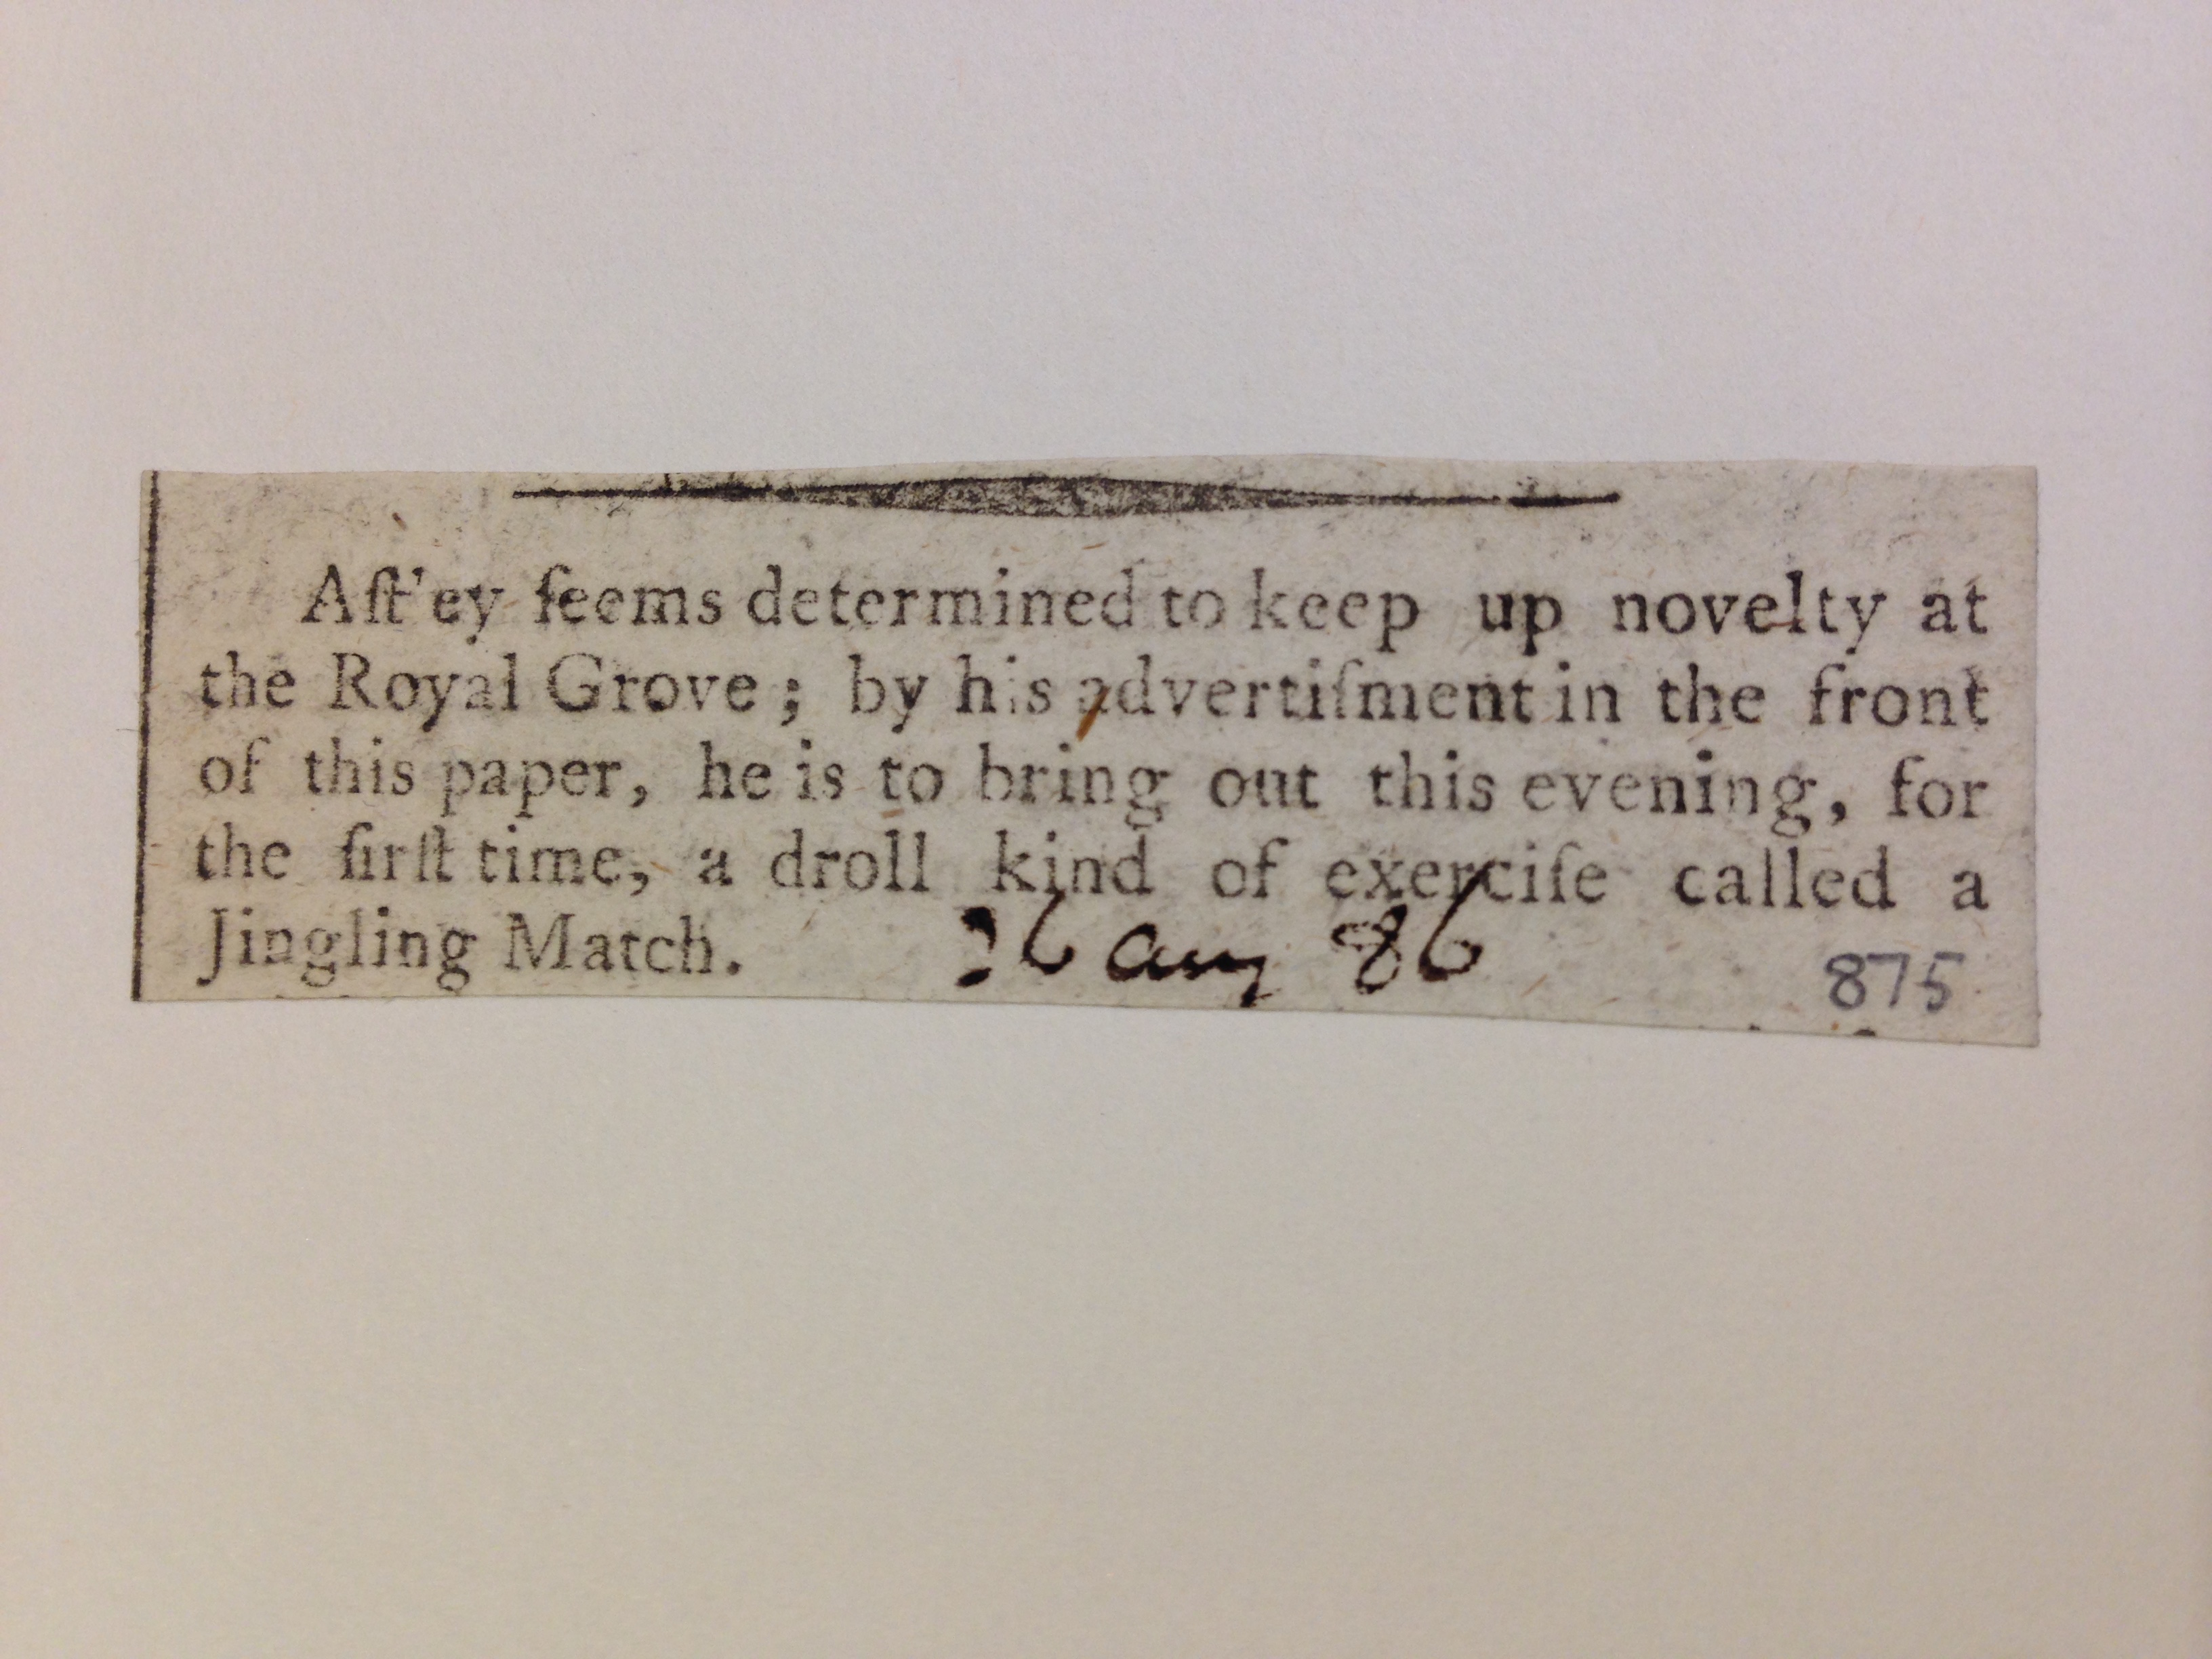 Aſt'ey ſeems determined to keep up novelty at
the Royal Grove; by his advertiſment in the front
of this paper, he is to bring out this evening, for
the firſt time, a droll kind of exerciſe called a
Jingling Match. 26 Aug 86
875